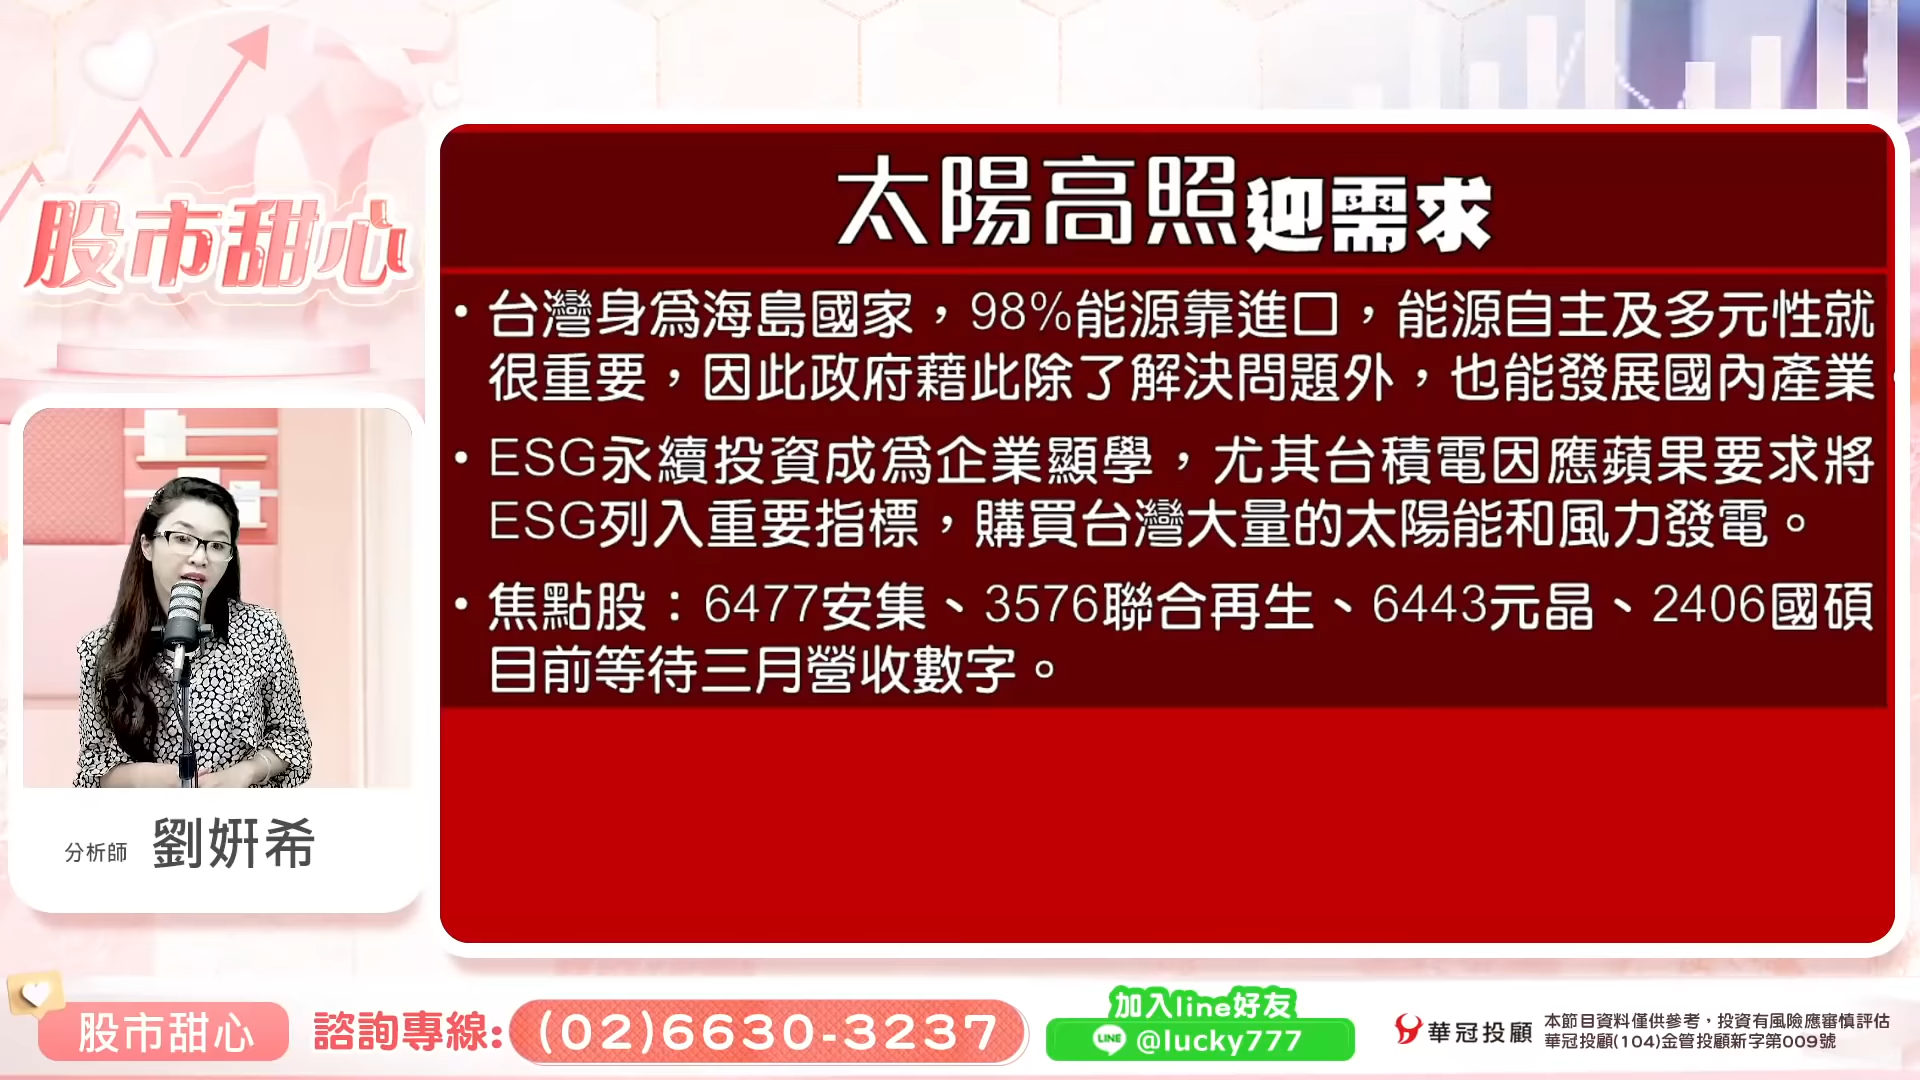 股市甜心
太陽高照迎需求
• 台灣身為海島國家，98%能源靠進口，能源自主及多元性就
很重要，因此政府藉此除了解決問題外，也能發展國內產業
• ESG永續投資成為企業顯學，尤其台積電因應蘋果要求將
ESG列入重要指標，購買台灣大量的太陽能和風力發電。
• 焦點股：6477安集、3576聯合再生、6443元晶、2406國碩
目前等待三月營收數字。
分析師 劉妍希
股市甜心
諮詢專線:
(02)6630-3237
加入line好友
LINE @lucky777
華冠投顧
本節目資料僅供參考，投資有風險應審慎評估
華冠投顧(104)金管投顧新字第009號